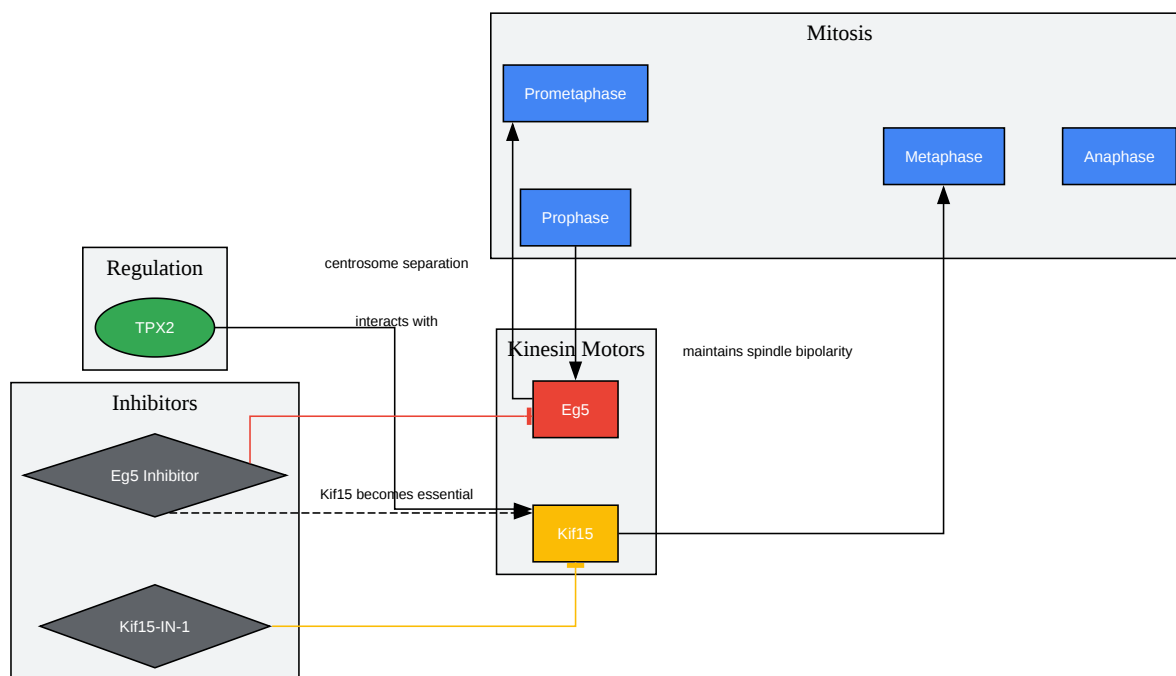 Mitosis
Prometaphase
Metaphase
Anaphase
Prophase
centrosome separation
Regulation
TPX2
interacts with
Kinesin Motors
maintains spindle bipolarity
Inhibitors
Eg5
Eg5 Inhibitor
Kif15 becomes essential
Kif15
Kif15-IN-1